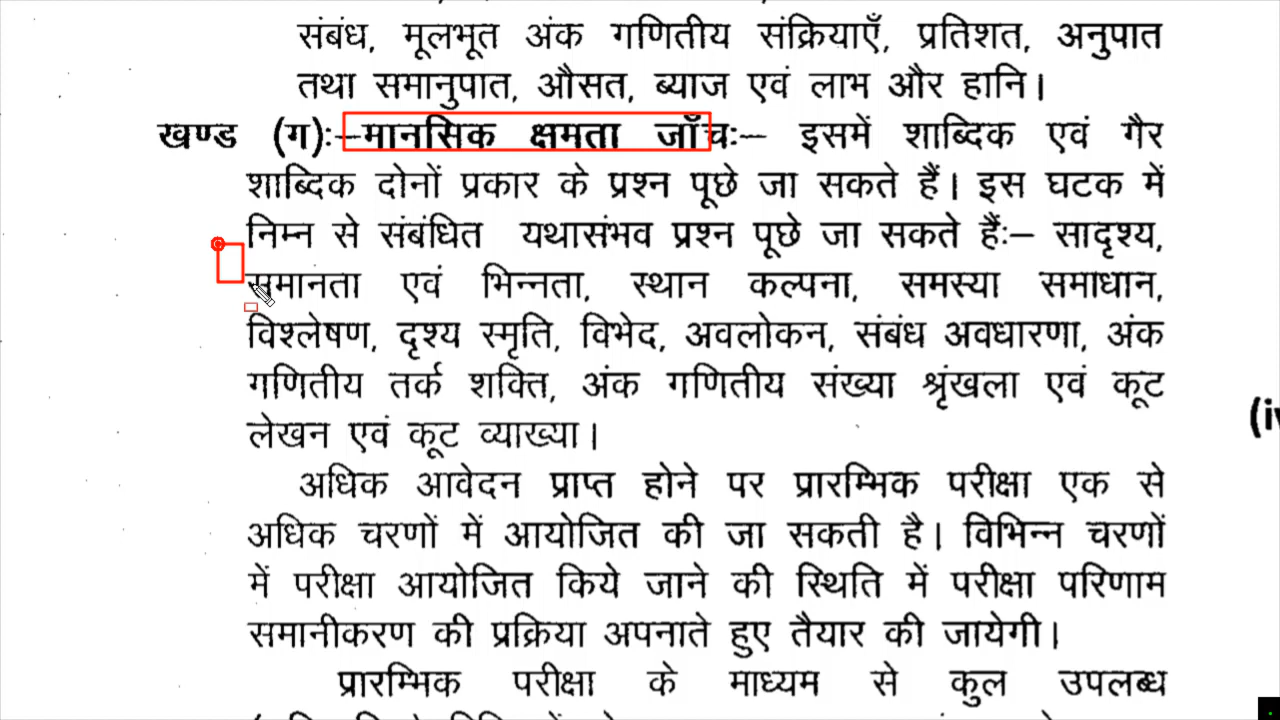 संबंध, मूलभूत अंक गणितीय संक्रियाएँ, प्रतिशत, अनुपात
तथा समानुपात, औसत, ब्याज एवं लाभ और हानि।
खण्ड (ग):–मानसिक क्षमता जाँचः– इसमें शाब्दिक एवं गैर
शाब्दिक दोनों प्रकार के प्रश्न पूछे जा सकते हैं। इस घटक में
निम्न से संबंधित यथासंभव प्रश्न पूछे जा सकते हैंः– सादृश्य,
समानता एवं भिन्नता, स्थान कल्पना, समस्या समाधान,
विश्लेषण, दृश्य स्मृति, विभेद, अवलोकन, संबंध अवधारणा, अंक
गणितीय तर्क शक्ति, अंक गणितीय संख्या श्रृंखला एवं कूट
लेखन एवं कूट व्याख्या।
अधिक आवेदन प्राप्त होने पर प्रारम्भिक परीक्षा एक से
अधिक चरणों में आयोजित की जा सकती है। विभिन्न चरणों
में परीक्षा आयोजित किये जाने की स्थिति में परीक्षा परिणाम
समानीकरण की प्रक्रिया अपनाते हुए तैयार की जायेगी।
प्रारम्भिक परीक्षा के माध्यम से कुल उपलब्ध